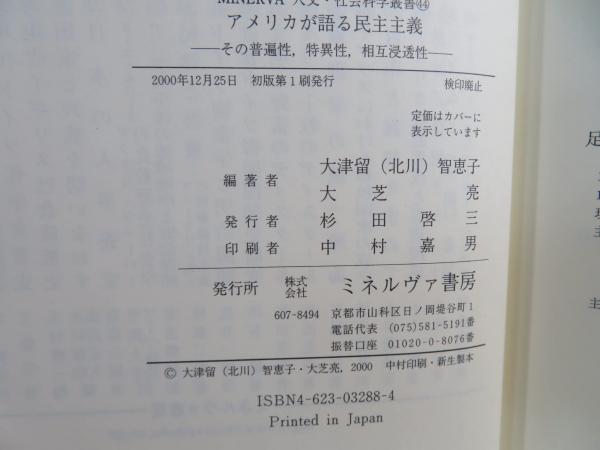 MINERVA 人文・社会科学叢書㊹
アメリカが語る民主主義
——その普遍性，特異性，相互浸透性——
2000年12月25日　初版第1刷発行　検印廃止
定価はカバーに
表示しています
編著者　大津留（北川）智恵子
大芝　亮
発行者　杉田啓三
印刷者　中村嘉男
発行所　株式会社　ミネルヴァ書房
607-8494　京都市山科区日ノ岡堤谷町1
電話代表　(075)581-5191番
振替口座　01020-0-8076番
© 大津留（北川）智恵子・大芝亮, 2000　中村印刷・新生製本
ISBN4-623-03288-4
Printed in Japan